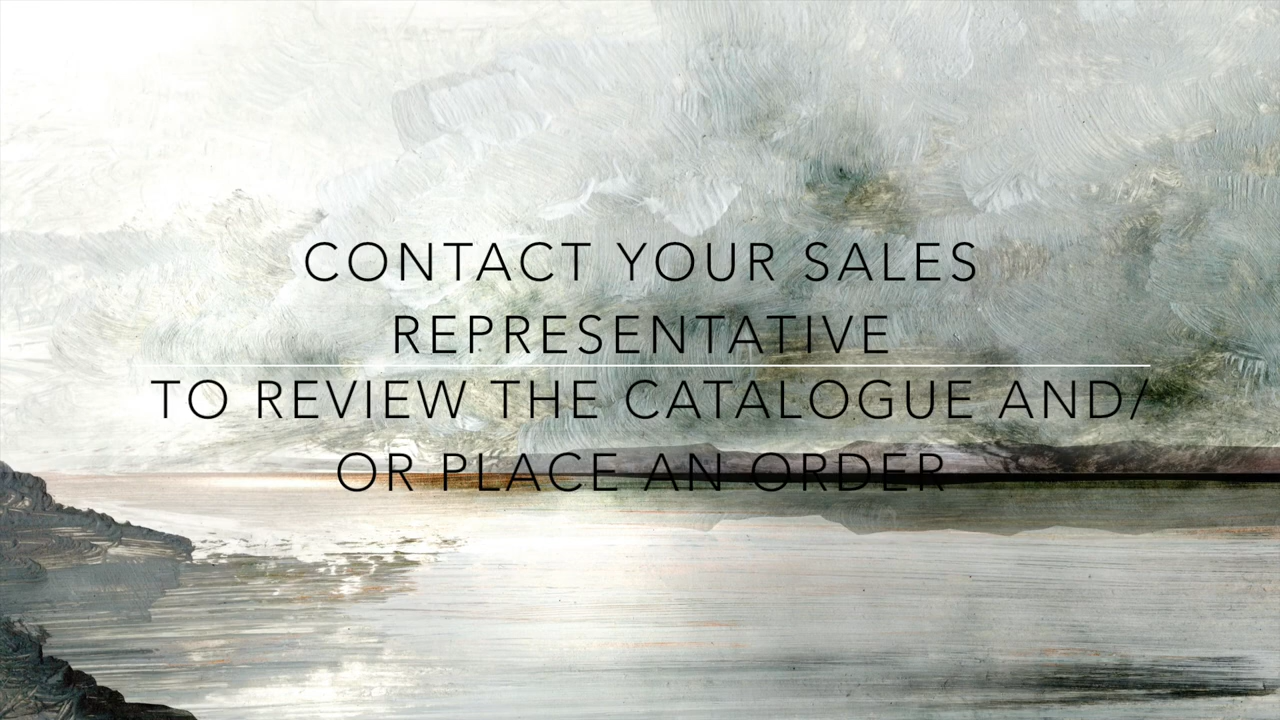 CONTACT YOUR SALES
REPRESENTATIVE
TO REVIEW THE CATALOGUE AND/
OR PLACE AN ORDER